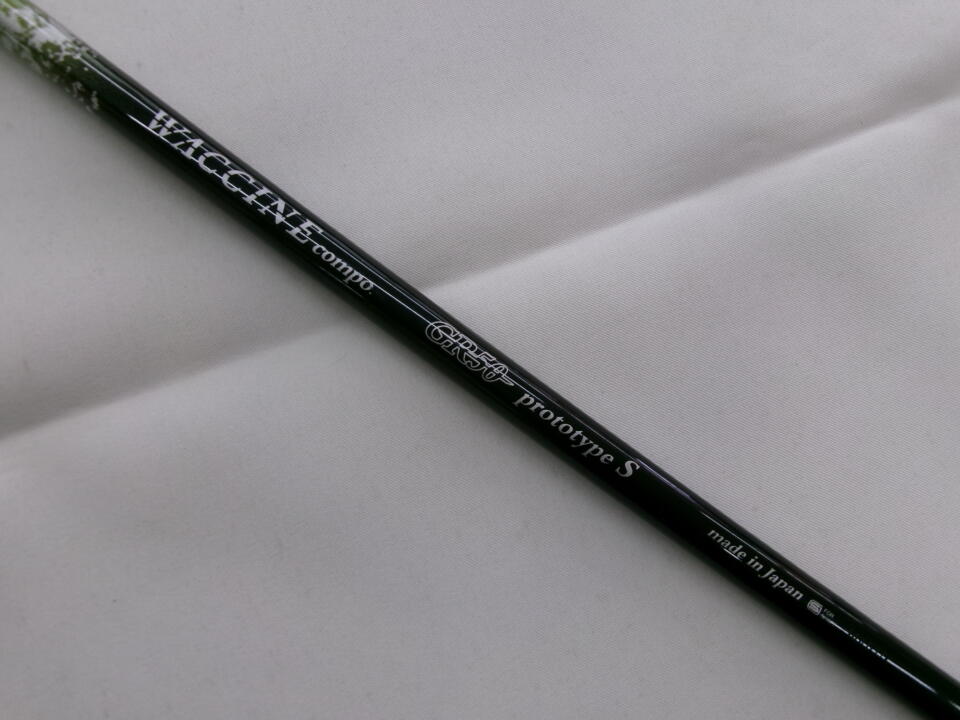 WACCINE compo.
GR50 prototype S
made in Japan